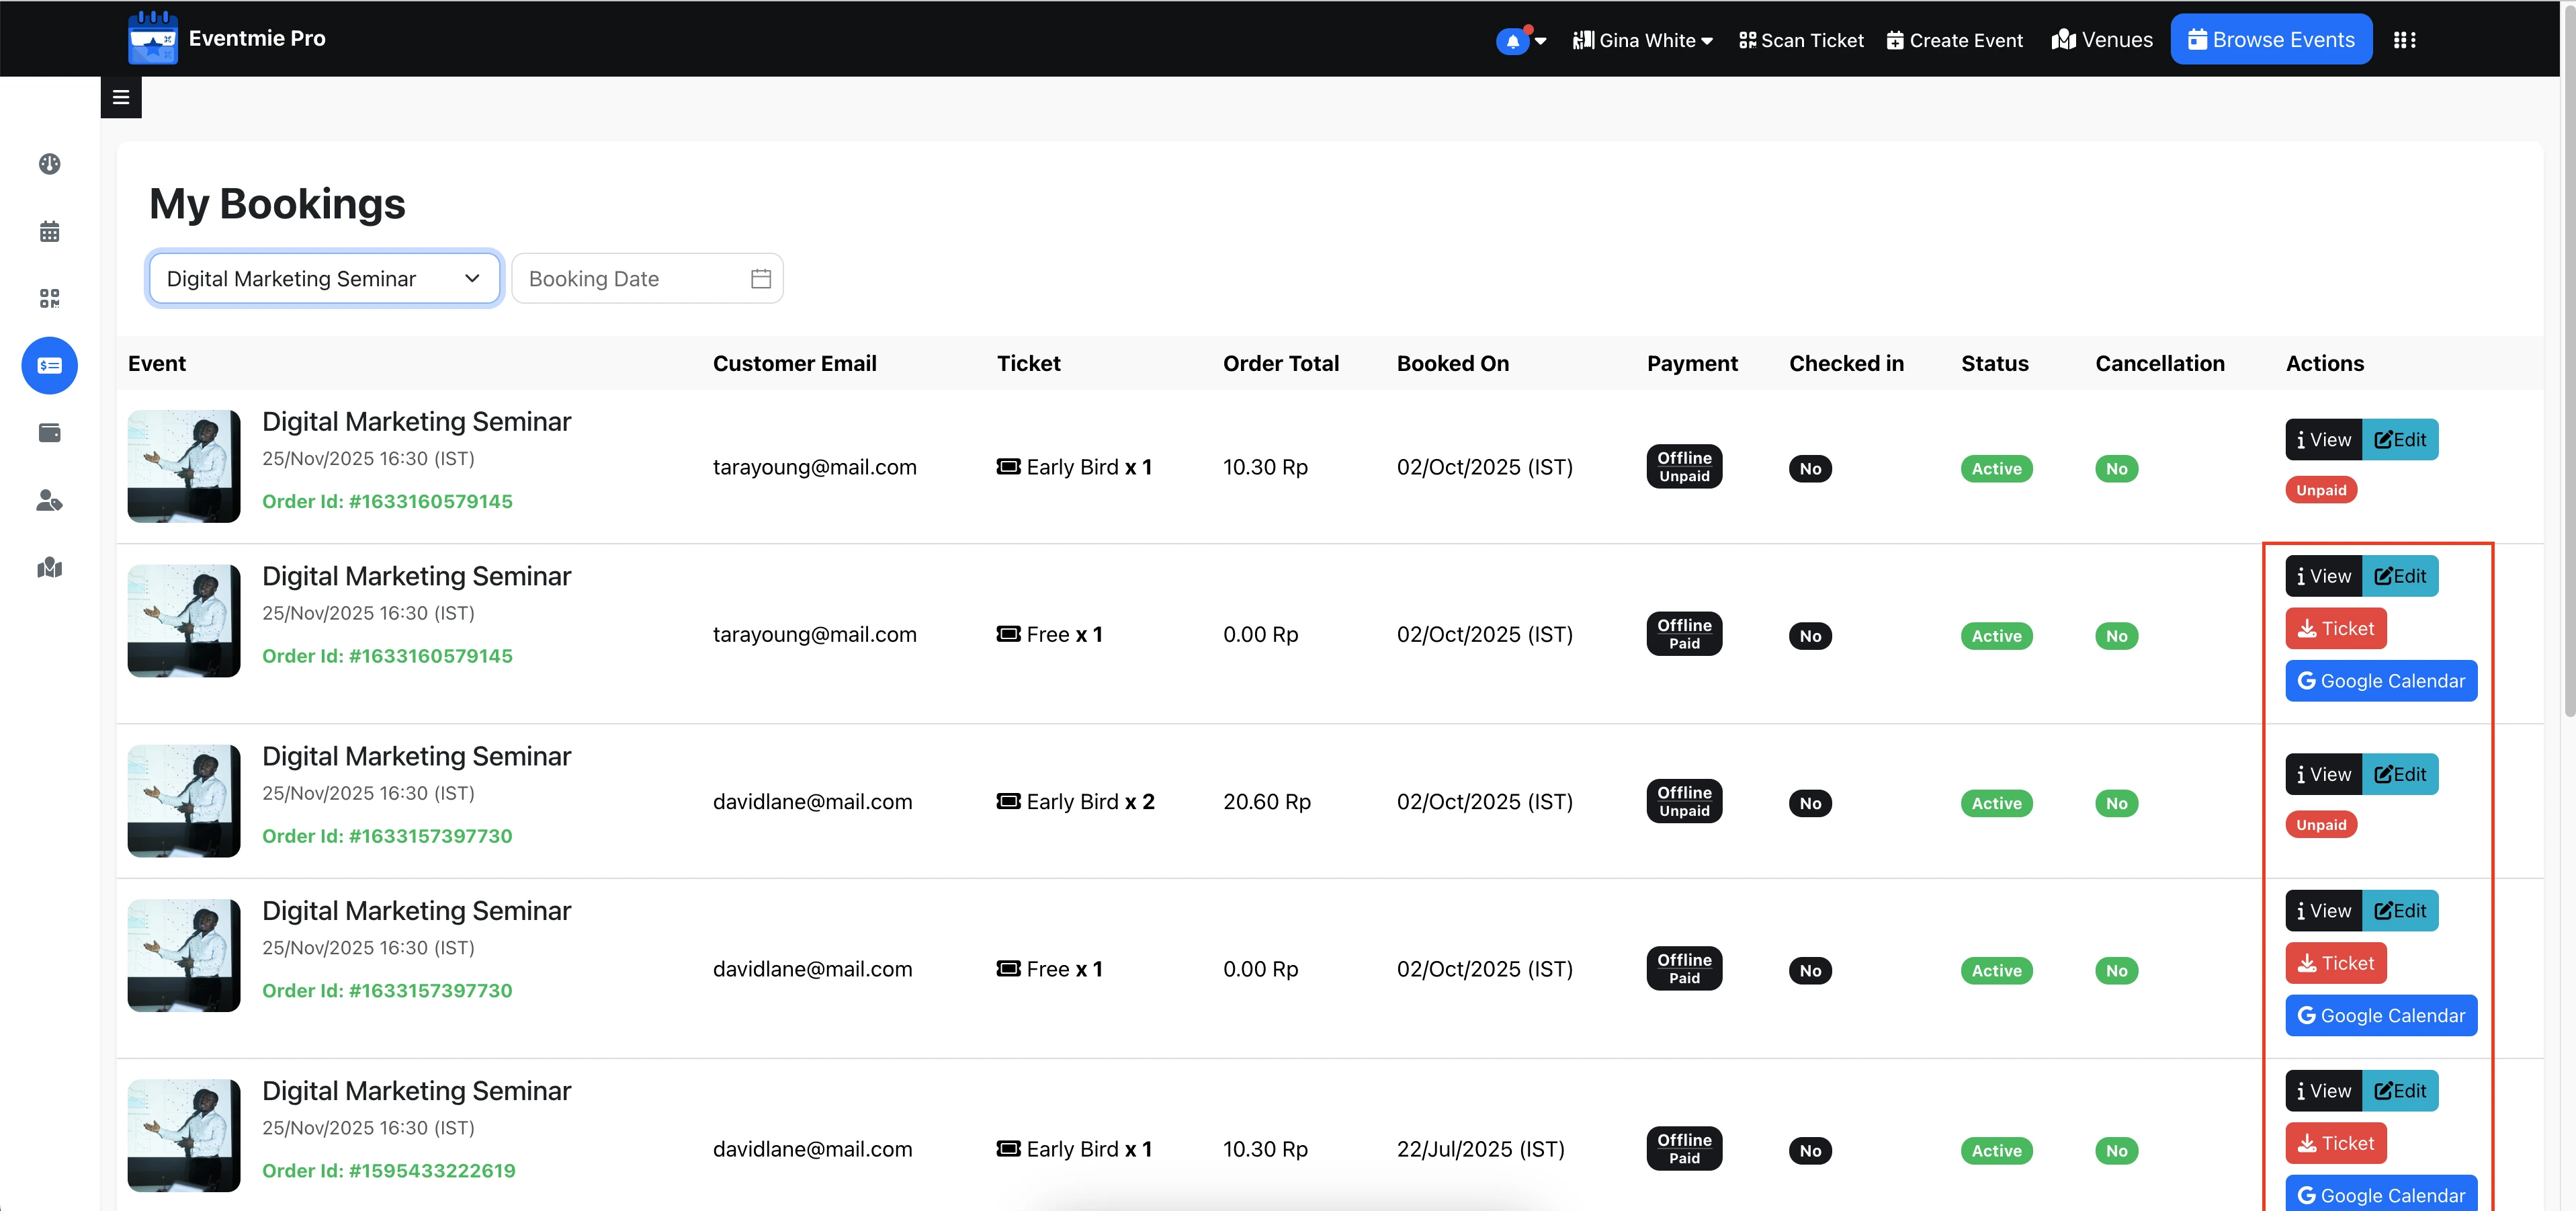 Eventmie Pro
Gina White
Scan Ticket
Create Event
Venues
Browse Events
My Bookings
Digital Marketing Seminar
Booking Date
Event Customer Email Ticket Order Total Booked On Payment Checked in Status Cancellation Actions
Digital Marketing Seminar
25/Nov/2025 16:30 (IST)
Order Id: #1633160579145
tarayoung@mail.com
Early Bird x 1
10.30 Rp
02/Oct/2025 (IST)
Offline
Unpaid
No
Active
No
View Edit
Unpaid
Digital Marketing Seminar
25/Nov/2025 16:30 (IST)
Order Id: #1633160579145
tarayoung@mail.com
Free x 1
0.00 Rp
02/Oct/2025 (IST)
Offline
Paid
No
Active
No
View Edit
Ticket
Google Calendar
Digital Marketing Seminar
25/Nov/2025 16:30 (IST)
Order Id: #1633157397730
davidlane@mail.com
Early Bird x 2
20.60 Rp
02/Oct/2025 (IST)
Offline
Unpaid
No
Active
No
View Edit
Unpaid
Digital Marketing Seminar
25/Nov/2025 16:30 (IST)
Order Id: #1633157397730
davidlane@mail.com
Free x 1
0.00 Rp
02/Oct/2025 (IST)
Offline
Paid
No
Active
No
View Edit
Ticket
Google Calendar
Digital Marketing Seminar
25/Nov/2025 16:30 (IST)
Order Id: #1595433222619
davidlane@mail.com
Early Bird x 1
10.30 Rp
22/Jul/2025 (IST)
Offline
Paid
No
Active
No
View Edit
Ticket
Google Calendar